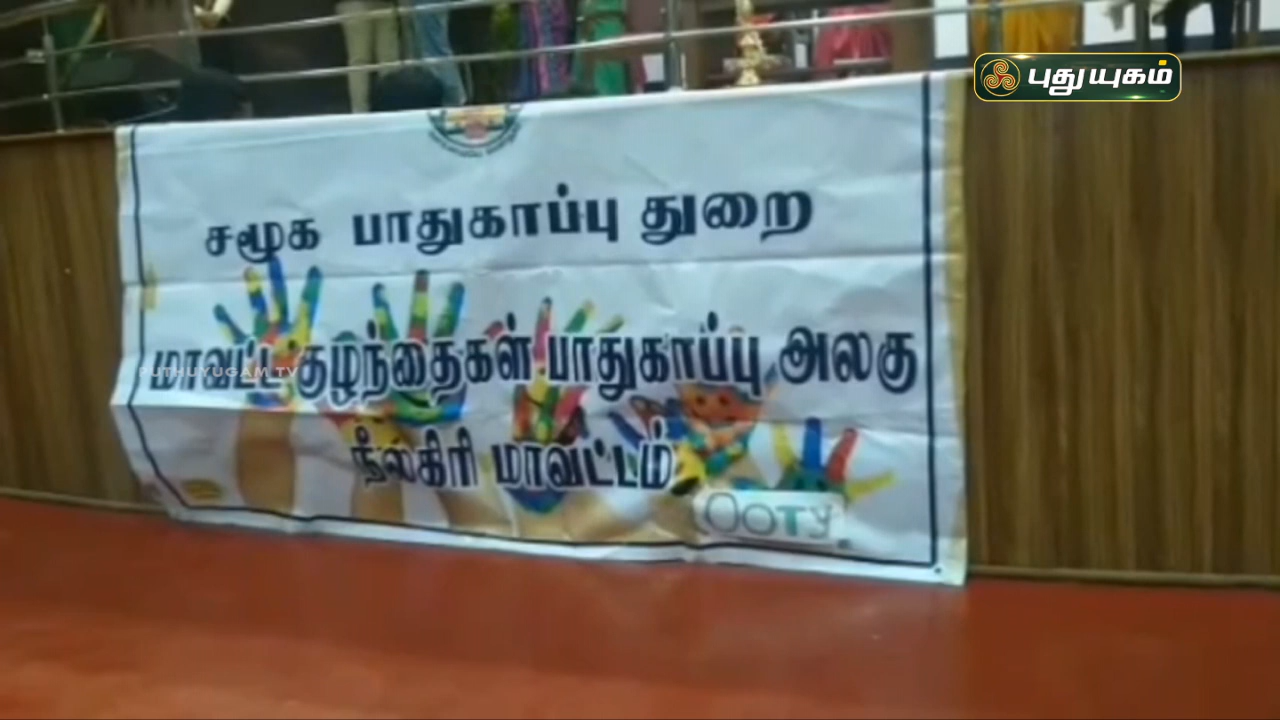 புதுயுகம்
சமூக பாதுகாப்பு துறை
மாவட்ட குழந்தைகள் பாதுகாப்பு அலகு
PUTHUYUGAM TV
நீலகிரி மாவட்டம்
OOTY